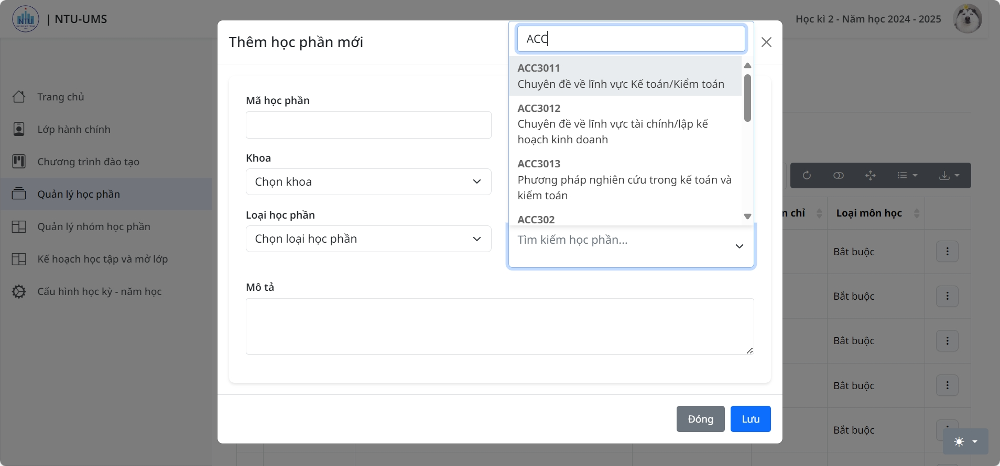 NTU
| NTU-UMS
Học kì 2 - Năm học 2024 - 2025
Trang chủ
Lớp hành chính
Chương trình đào tạo
Quản lý học phần
Quản lý nhóm học phần
Kế hoạch học tập và mở lớp
Cấu hình học kỳ - năm học
Thêm học phần mới
ACC
ACC3011
Chuyên đề về lĩnh vực Kế toán/Kiểm toán
ACC3012
Chuyên đề về lĩnh vực tài chính/lập kế
hoạch kinh doanh
ACC3013
Phương pháp nghiên cứu trong kế toán và
kiểm toán
ACC302
Tìm kiếm học phần...
Mã học phần
Khoa
Chọn khoa
Loại học phần
Chọn loại học phần
Mô tả
Đóng
Lưu
n chỉ
Loại môn học
Bắt buộc
Bắt buộc
Bắt buộc
Bắt buộc
Bắt buộc